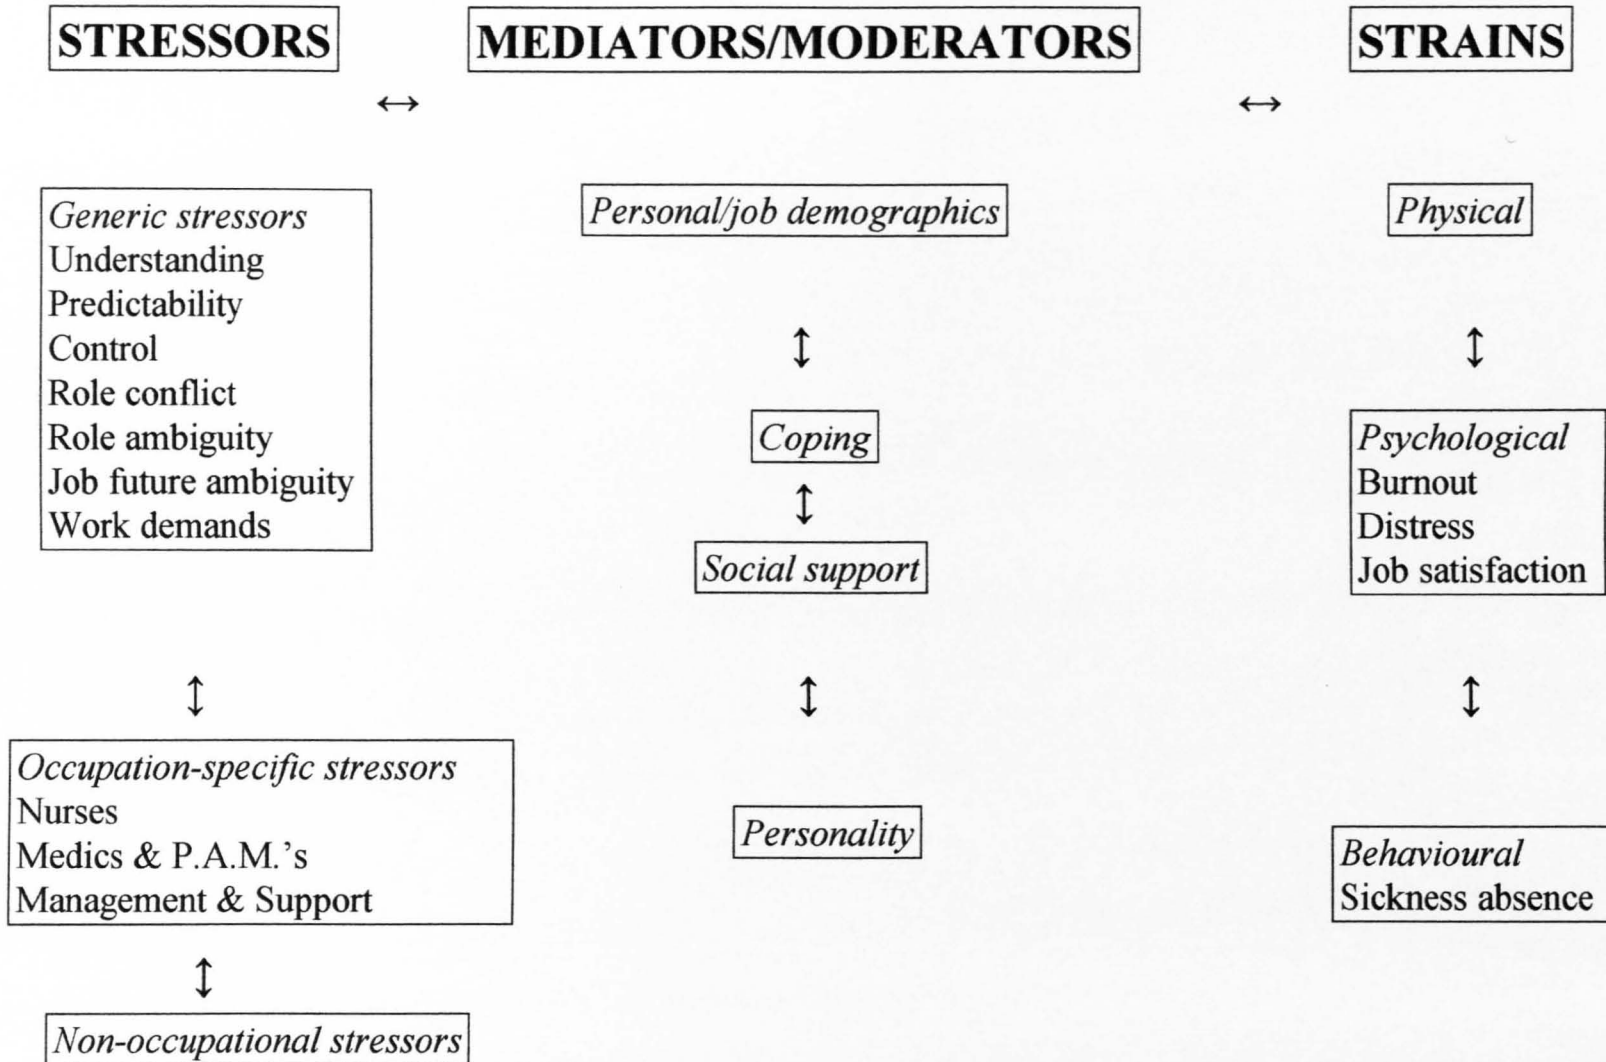 STRESSORS
MEDIATORS/MODERATORS
STRAINS
↔
↔
Generic stressors
Understanding
Predictability
Control
Role conflict
Role ambiguity
Job future ambiguity
Work demands
↕
Occupation-specific stressors
Nurses
Medics & P.A.M.'s
Management & Support
↕
Non-occupational stressors
Personal/job demographics
↕
Coping
↕
Social support
↕
Personality
Physical
↕
Psychological
Burnout
Distress
Job satisfaction
↕
Behavioural
Sickness absence